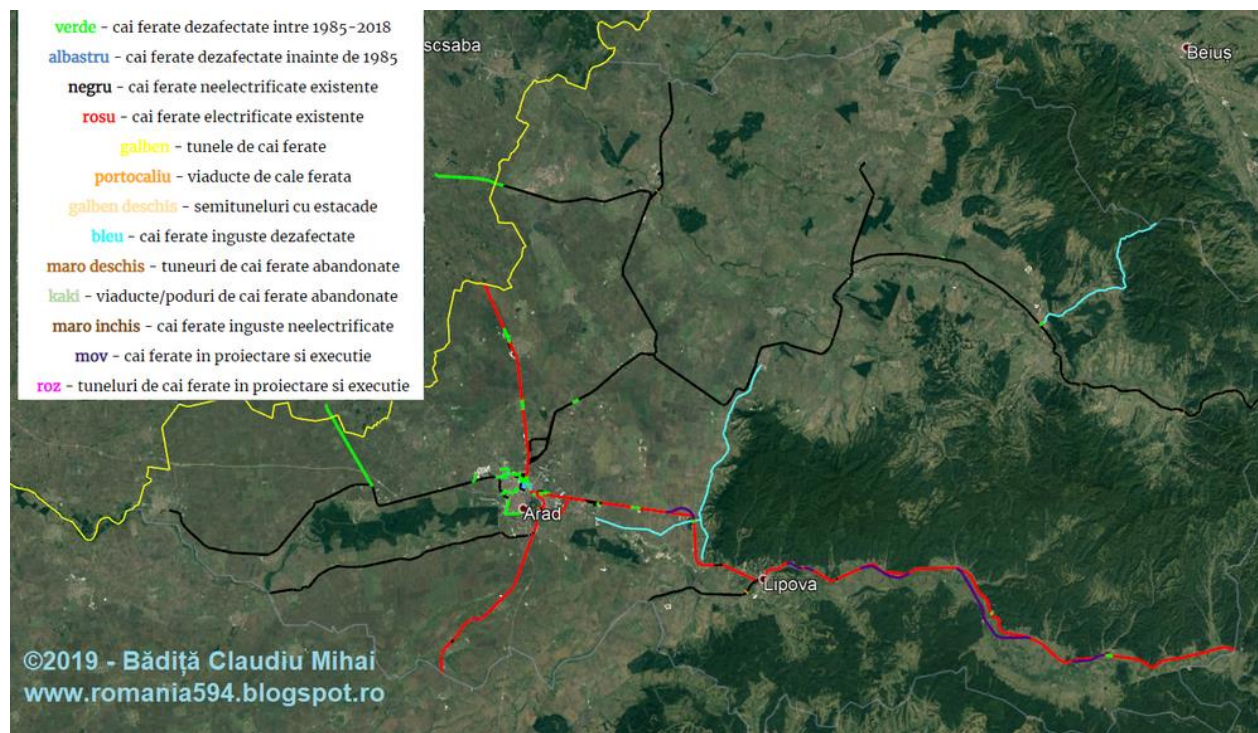 verde - cai ferate dezafectate intre 1985-2018
albastru - cai ferate dezafectate inainte de 1985
negru - cai ferate neelectrificate existente
rosu - cai ferate electrificate existente
galben - tunele de cai ferate
portocaliu - viaducte de cale ferata
galben deschis - semituneluri cu estacade
bleu - cai ferate inguste dezafectate
maro deschis - tuneuri de cai ferate abandonate
kaki - viaducte/poduri de cai ferate abandonate
maro inchis - cai ferate inguste neelectrificate
mov - cai ferate in proiectare si executie
roz - tuneluri de cai ferate in proiectare si executie
scsaba
Beiuș
Arad
Lipova
©2019 - Bădiță Claudiu Mihai
www.romania594.blogspot.ro